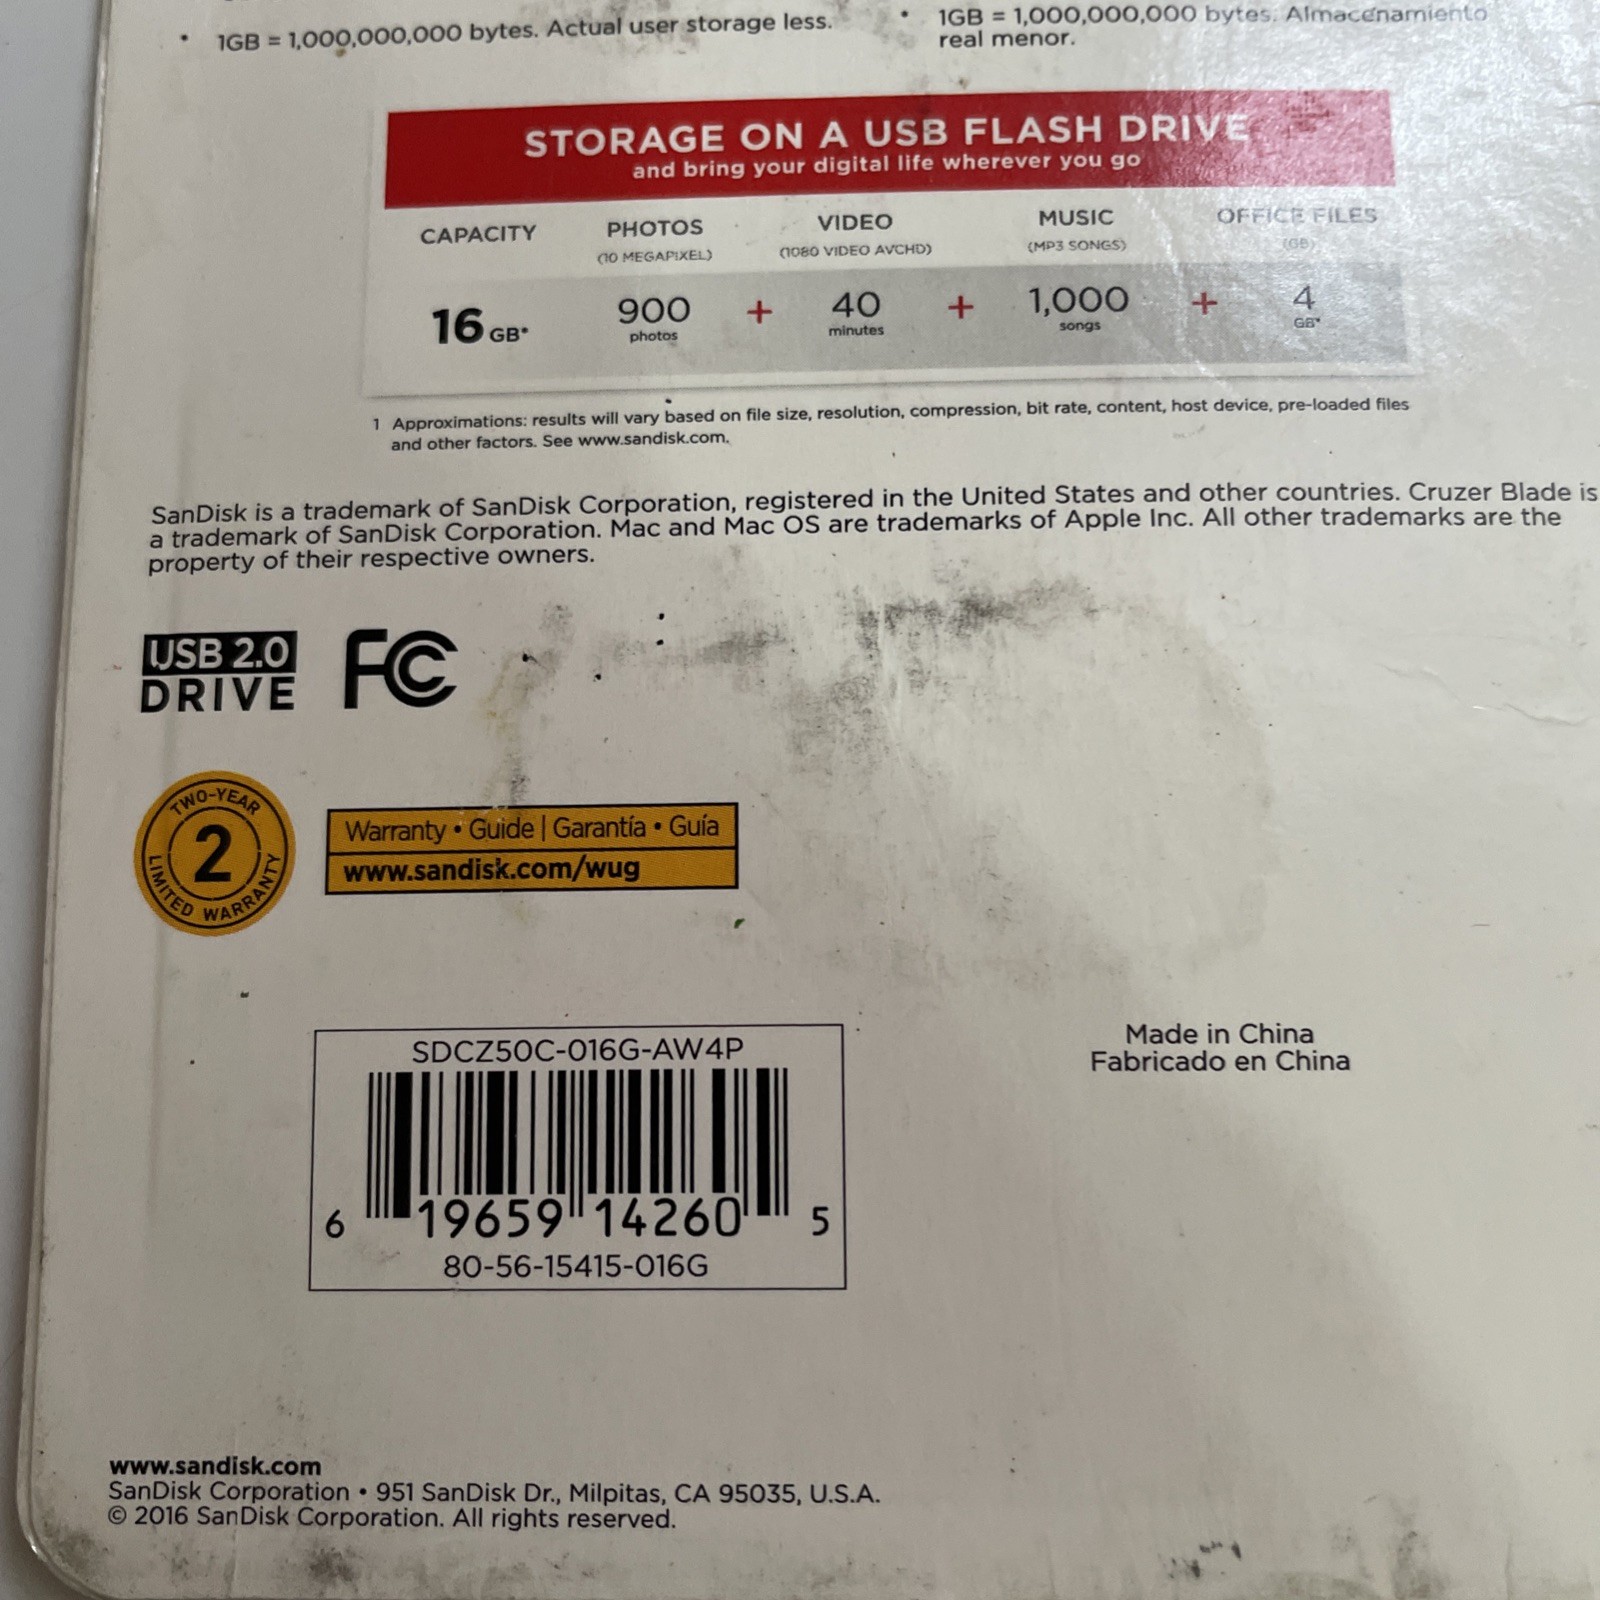 • 1GB = 1,000,000,000 bytes. Actual user storage less.
• 1GB = 1,000,000,000 bytes. Almacenamiento
real menor.
STORAGE ON A USB FLASH DRIVE
and bring your digital life wherever you go
CAPACITY PHOTOS VIDEO MUSIC OFFICE FILES
(10 MEGAPIXEL) (1080 VIDEO AVCHD) (MP3 SONGS) (GB)
16 GB* 900 + 40 + 1,000 + 4
photos minutes songs GB*
1 Approximations: results will vary based on file size, resolution, compression, bit rate, content, host device, pre-loaded files
and other factors. See www.sandisk.com.
SanDisk is a trademark of SanDisk Corporation, registered in the United States and other countries. Cruzer Blade is
a trademark of SanDisk Corporation. Mac and Mac OS are trademarks of Apple Inc. All other trademarks are the
property of their respective owners.
USB 2.0
DRIVE
FC
TWO-YEAR
2
LIMITED WARRANTY
Warranty • Guide | Garantía • Guía
www.sandisk.com/wug
SDCZ50C-016G-AW4P
6 19659 14260 5
80-56-15415-016G
Made in China
Fabricado en China
www.sandisk.com
SanDisk Corporation • 951 SanDisk Dr., Milpitas, CA 95035, U.S.A.
© 2016 SanDisk Corporation. All rights reserved.